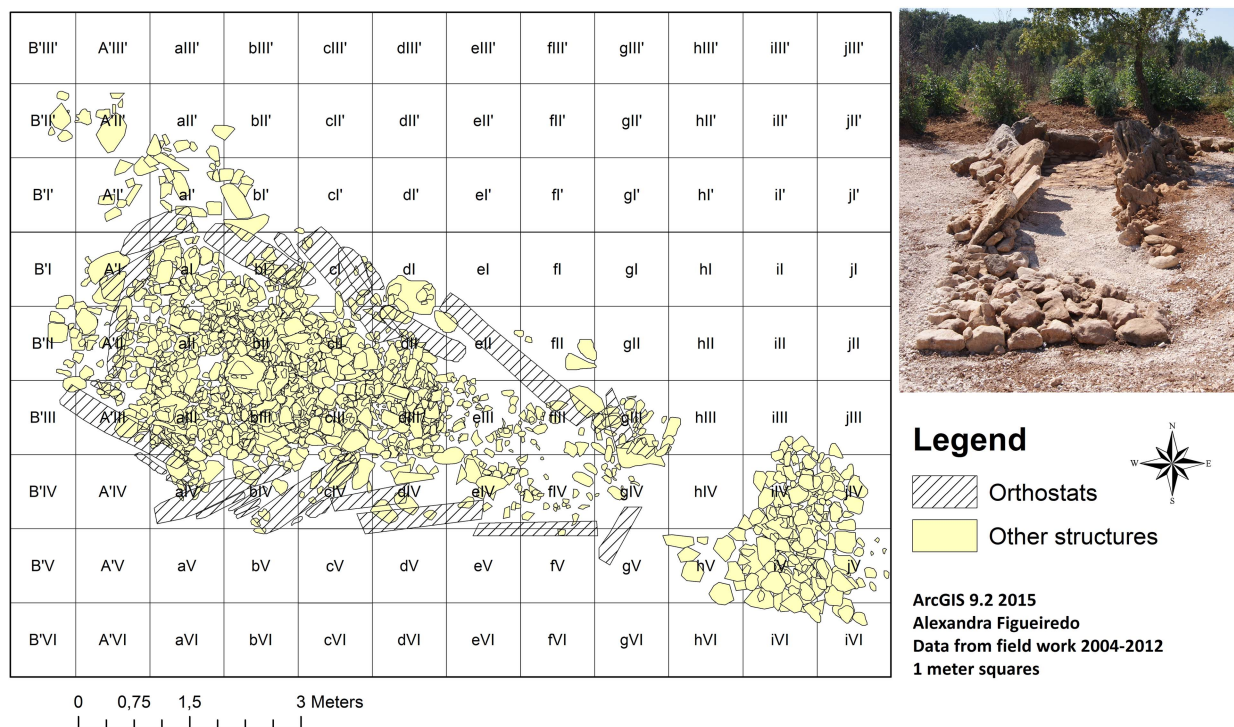 B'III' A'III' aIII' bIII' cIII' dIII' eIII' fIII' gIII' hIII' iIII' jIII'
B'II' A'II' aII' bII' cII' dII' eII' fII' gII' hII' iII' jII'
B'I' A'I' aI' bI' cI' dI' eI' fI' gI' hI' iI' jI'
B'I A'I aI bI cI dI eI fI gI hI iI jI
B'II A'II aII bII cII dII eII fII gII hII iII jII
B'III A'III aIII bIII cIII dIII eIII fIII gIII hIII iIII jIII
B'IV A'IV aIV bIV cIV dIV eIV fIV gIV hIV iIV jIV
B'V A'V aV bV cV dV eV fV gV hV iV jV
B'VI A'VI aVI bVI cVI dVI eVI fVI gVI hVI iVI iVI
0 0,75 1,5 3 Meters
Legend
N
W E
S
Orthostats
Other structures
ArcGIS 9.2 2015
Alexandra Figueiredo
Data from field work 2004-2012
1 meter squares